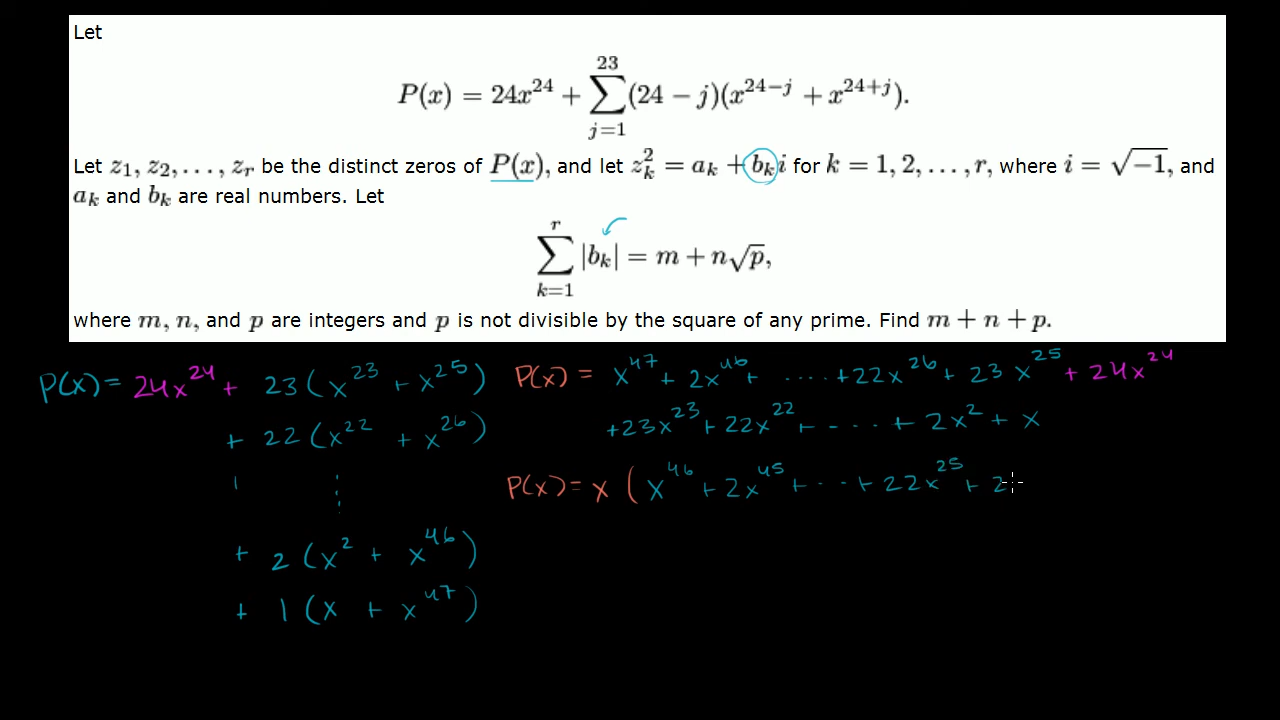 Let
P(x) = 24x^{24} + \sum_{j=1}^{23} (24 − j)(x^{24−j} + x^{24+j}).
Let z_1, z_2, . . . , z_r be the distinct zeros of P(x), and let z_k^2 = a_k + b_k i for k = 1, 2, . . . , r, where i = √−1, and
a_k and b_k are real numbers. Let
\sum_{k=1}^{r} |b_k| = m + n√p,
where m, n, and p are integers and p is not divisible by the square of any prime. Find m + n + p.
P(x) = 24x^{24} + 23(x^{23} + x^{25})
+ 22(x^{22} + x^{26})
+ 2(x^2 + x^{46})
+ 1(x + x^{47})
P(x) = x^{47} + 2x^{46} + ..... + 22x^{26} + 23x^{25} + 24x^{24}
+23x^{23} + 22x^{22} + - ... + 2x^2 + x
P(x) = x(x^{46} + 2x^{45} + - ... + 22x^{25} + 2